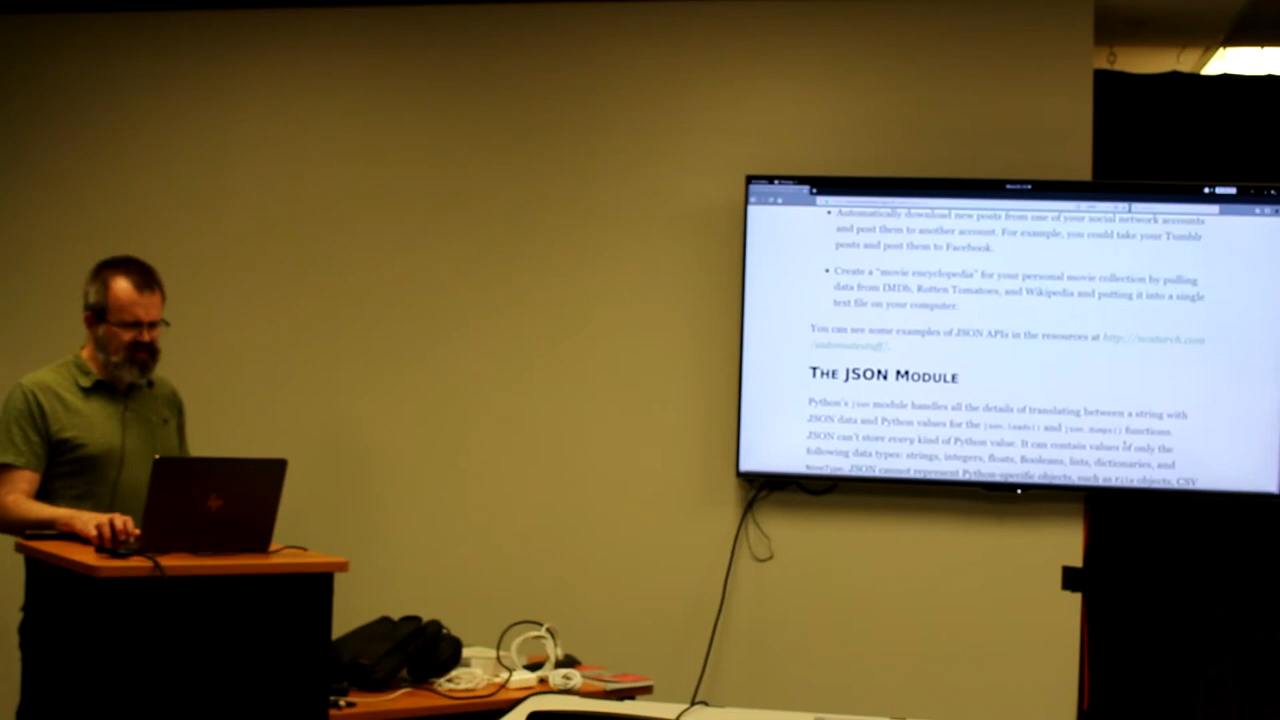 Automatically download new posts from one of your social network accounts
and post them to another account. For example, you could take your Tumblr
posts and post them to Facebook.
Create a "movie encyclopedia" for your personal movie collection by pulling
data from IMDb, Rotten Tomatoes, and Wikipedia and putting it into a single
text file on your computer.
You can see some examples of JSON APIs in the resources at http://nostarch.com
/automatestuff/.
THE JSON MODULE
Python's json module handles all the details of translating between a string with
JSON data and Python values for the json.loads() and json.dumps() functions.
JSON can't store every kind of Python value. It can contain values of only the
following data types: strings, integers, floats, Booleans, lists, dictionaries, and
NoneType. JSON cannot represent Python-specific objects, such as File objects, CSV